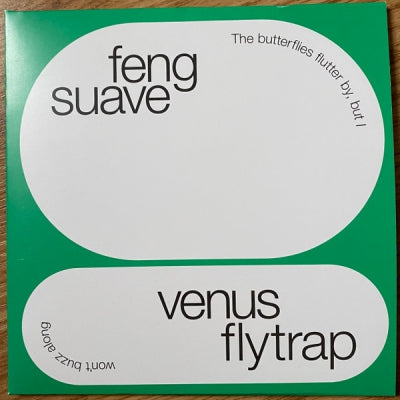 feng
suave
The butterflies flutter by, but I
venus
flytrap
won't buzz along